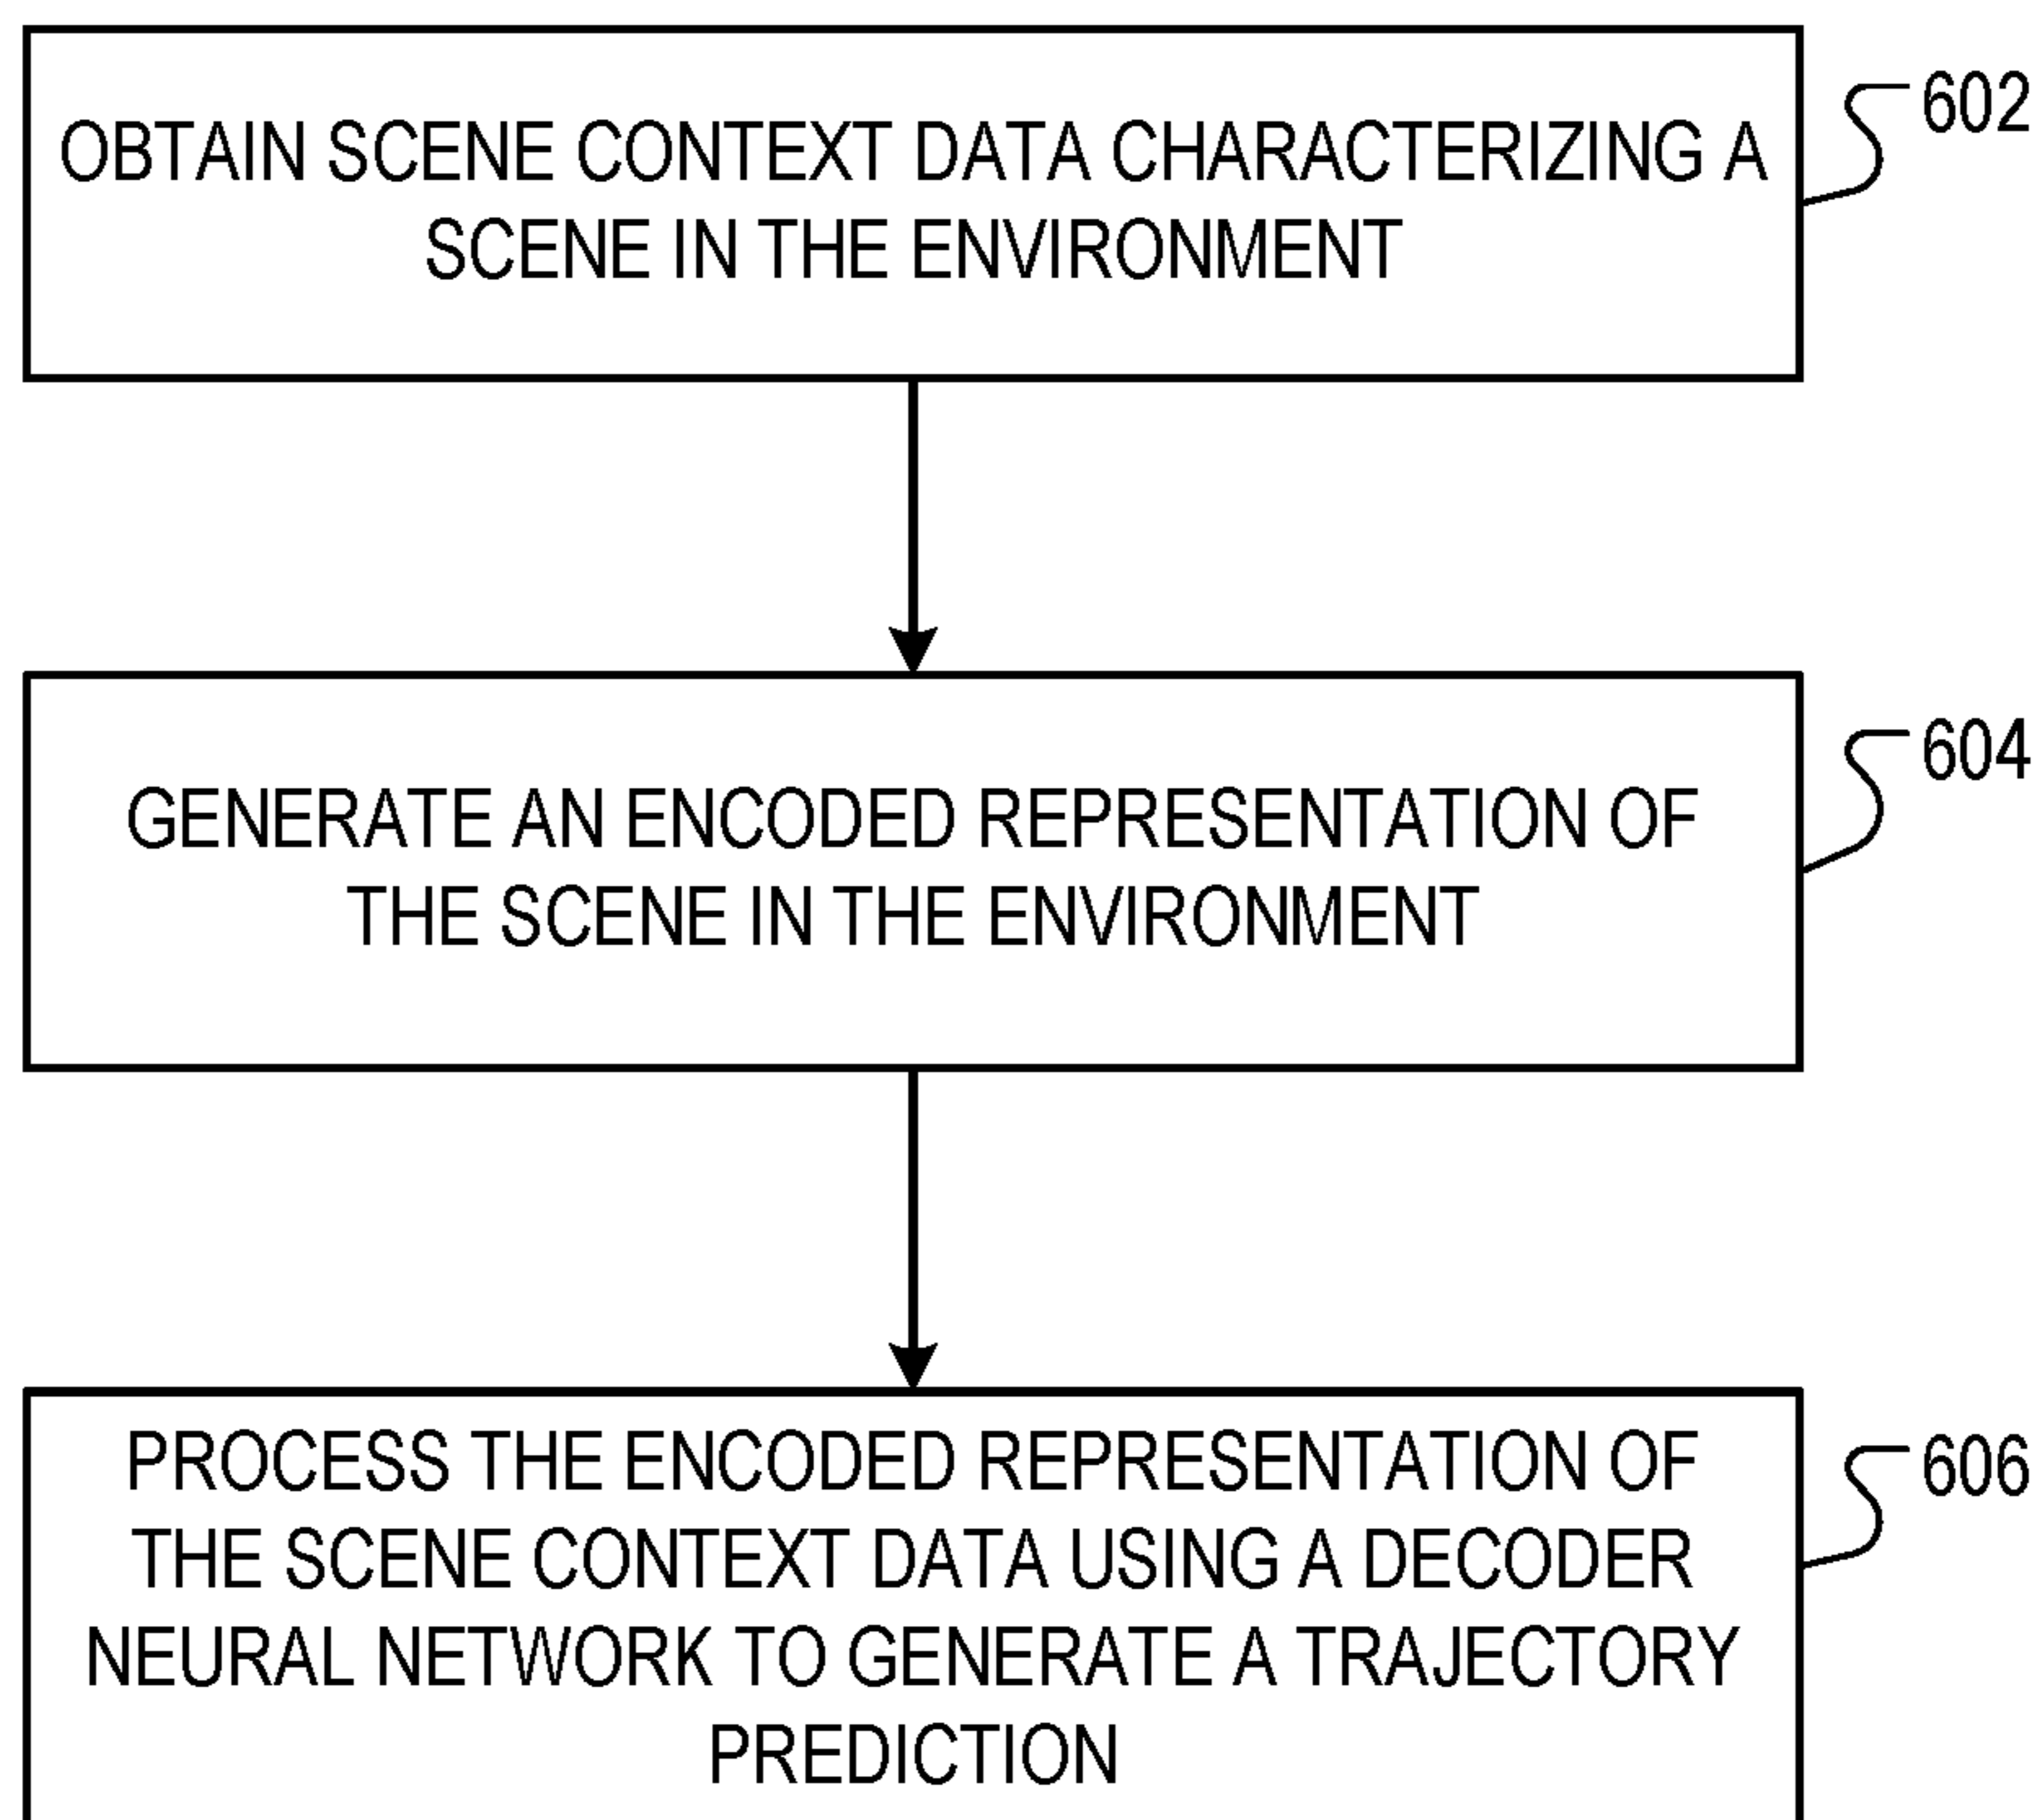 OBTAIN SCENE CONTEXT DATA CHARACTERIZING A
SCENE IN THE ENVIRONMENT
602
GENERATE AN ENCODED REPRESENTATION OF
THE SCENE IN THE ENVIRONMENT
604
PROCESS THE ENCODED REPRESENTATION OF
THE SCENE CONTEXT DATA USING A DECODER
NEURAL NETWORK TO GENERATE A TRAJECTORY
PREDICTION
606